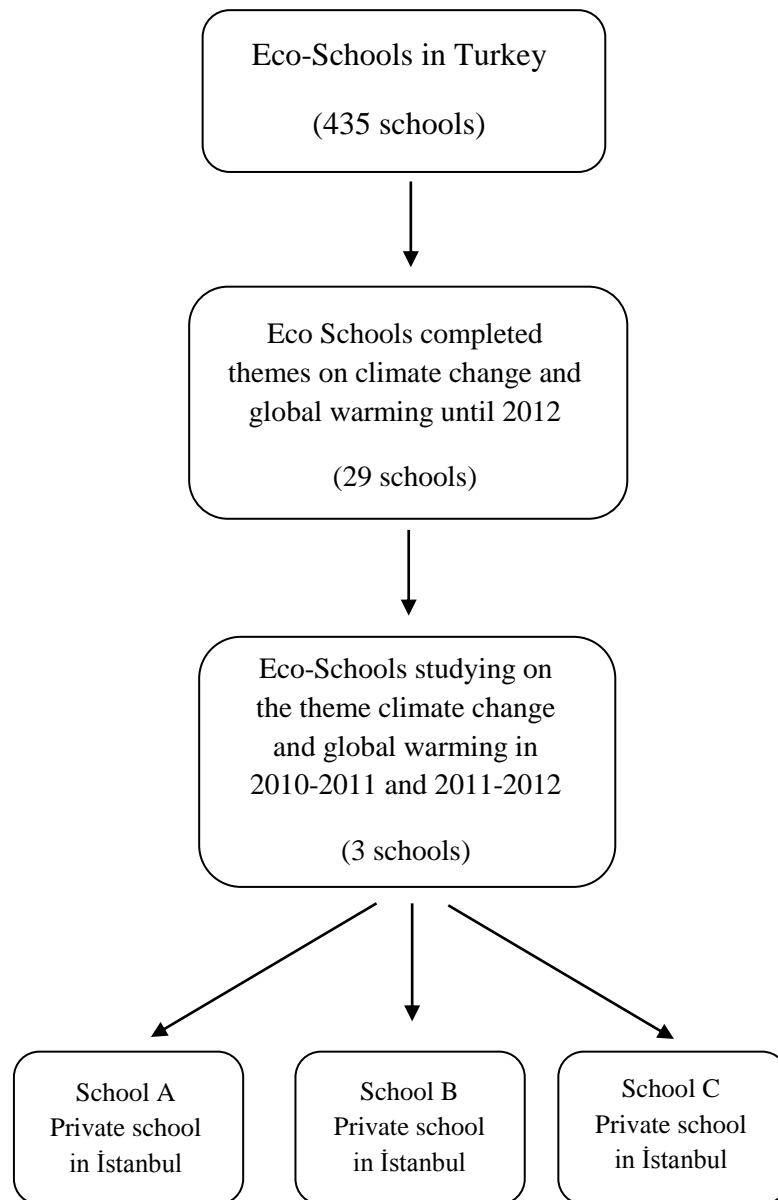 Eco-Schools in Turkey
(435 schools)
Eco Schools completed
themes on climate change and
global warming until 2012
(29 schools)
Eco-Schools studying on
the theme climate change
and global warming in
2010-2011 and 2011-2012
(3 schools)
School A
Private school
in İstanbul
School B
Private school
in İstanbul
School C
Private school
in İstanbul